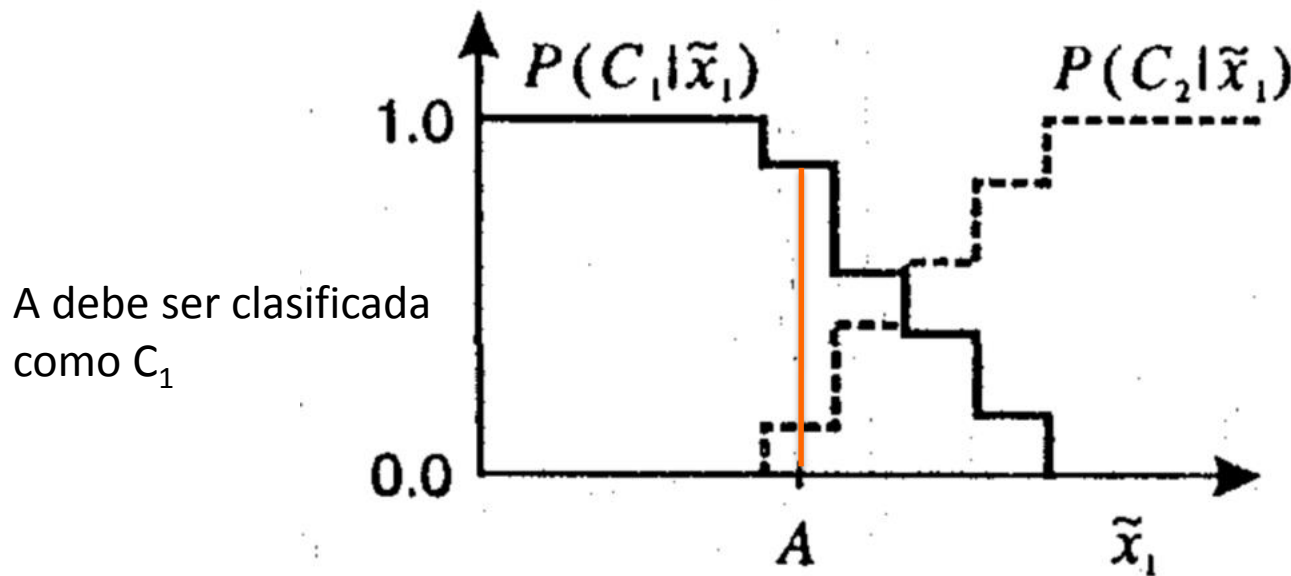 P(C₁|x̃₁)
P(C₂|x̃₁)
1.0
A debe ser clasificada
como C₁
0.0
A
x̃₁